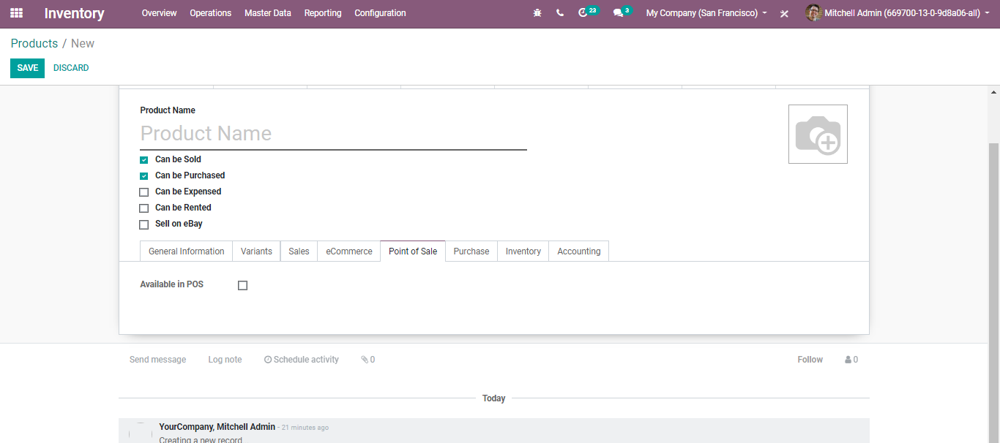 Inventory Overview Operations Master Data Reporting Configuration 23 3 My Company (San Francisco) Mitchell Admin (669700-13-0-9d8a06-all)
Products / New
SAVE DISCARD
Product Name
Product Name
Can be Sold
Can be Purchased
Can be Expensed
Can be Rented
Sell on eBay
General Information Variants Sales eCommerce Point of Sale Purchase Inventory Accounting
Available in POS
Send message Log note Schedule activity 0 Follow 0
Today
YourCompany, Mitchell Admin - 21 minutes ago
Creating a new record